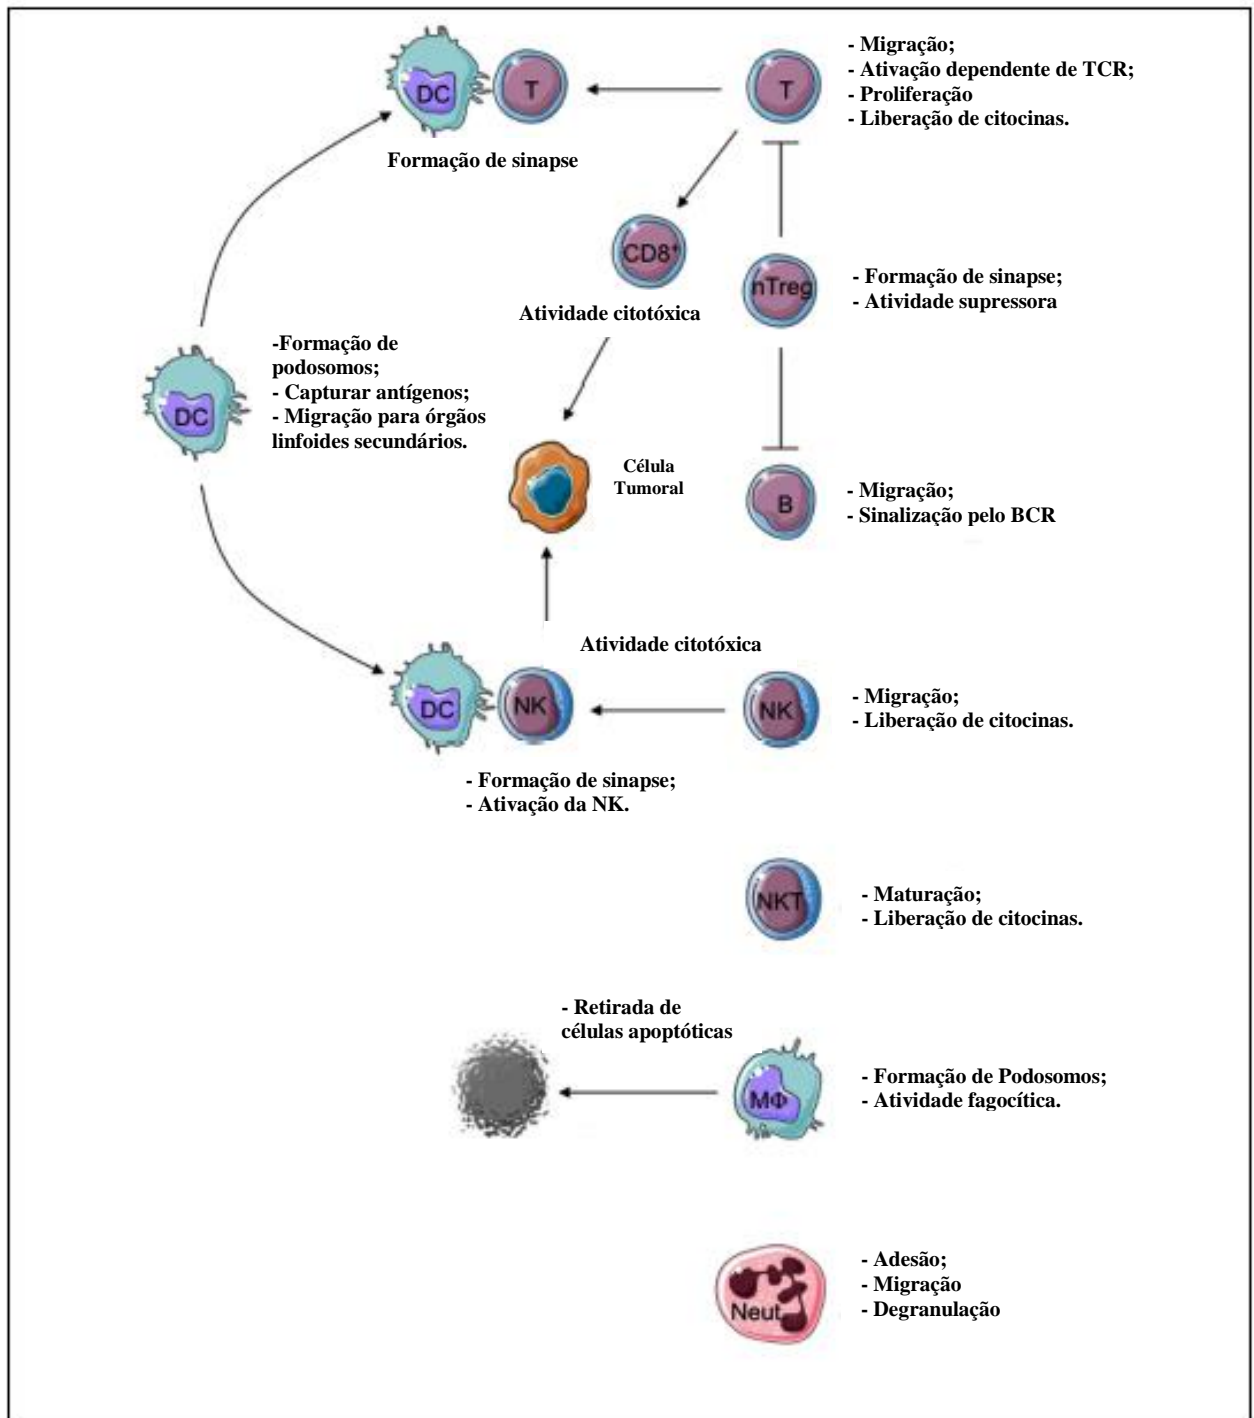 DC
T
T
- Migração;
- Ativação dependente de TCR;
- Proliferação
- Liberação de citocinas.
Formação de sinapse
CD8+
Atividade citotóxica
nTreg
- Formação de sinapse;
- Atividade supressora
DC
-Formação de
podosomos;
- Capturar antígenos;
- Migração para órgãos
linfoides secundários.
Célula
Tumoral
B
- Migração;
- Sinalização pelo BCR
Atividade citotóxica
DC
NK
NK
- Migração;
- Liberação de citocinas.
- Formação de sinapse;
- Ativação da NK.
NKT
- Maturação;
- Liberação de citocinas.
- Retirada de
células apoptóticas
MΦ
- Formação de Podosomos;
- Atividade fagocítica.
Neut.
- Adesão;
- Migração
- Degranulação